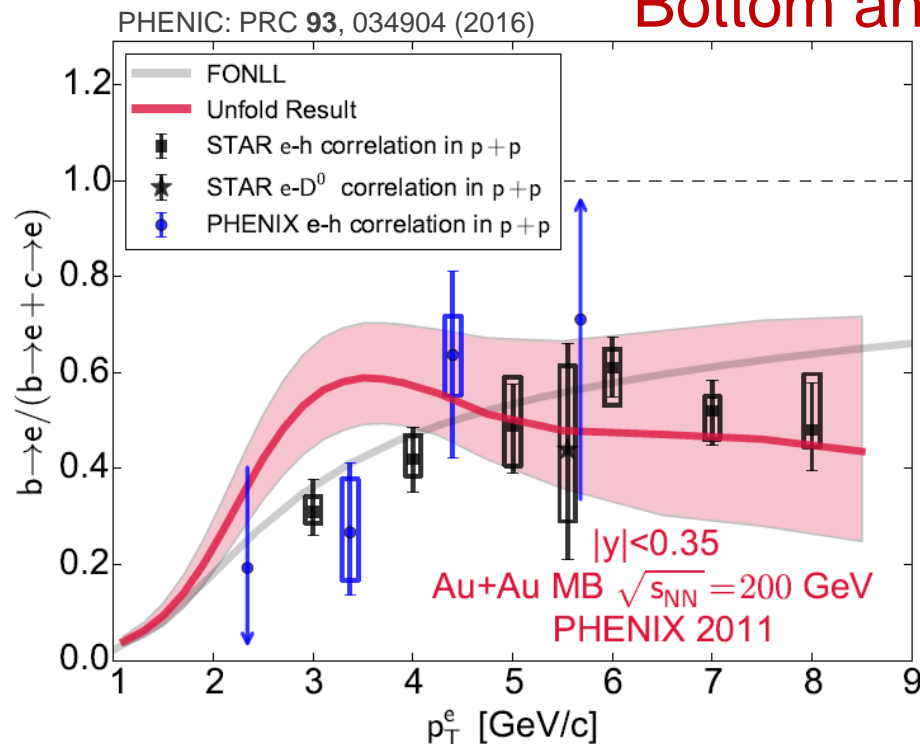 PHENIC: PRC 93, 034904 (2016)
Bottom an
FONLL
Unfold Result
STAR e-h correlation in p+p
STAR e-D⁰ correlation in p+p
PHENIX e-h correlation in p+p
b→e/(b→e+c→e)
1.2
1.0
0.8
0.6
0.4
0.2
0.0
|y|<0.35
Au+Au MB √s_NN = 200 GeV
PHENIX 2011
1 2 3 4 5 6 7 8 9
p_T^e [GeV/c]